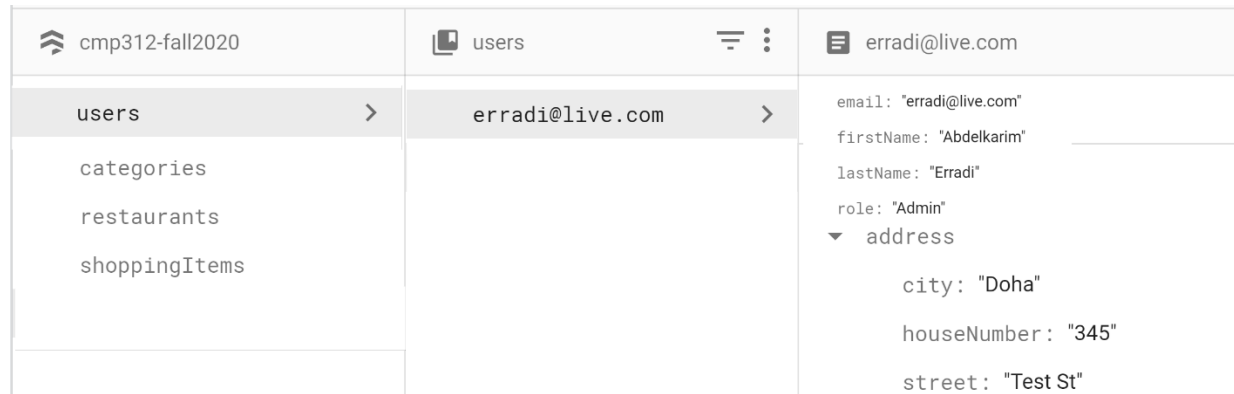 cmp312-fall2020
users
categories
restaurants
shoppingItems
users
erradi@live.com
erradi@live.com
email: "erradi@live.com"
firstName: "Abdelkarim"
lastName: "Erradi"
role: "Admin"
address
city: "Doha"
houseNumber: "345"
street: "Test St"